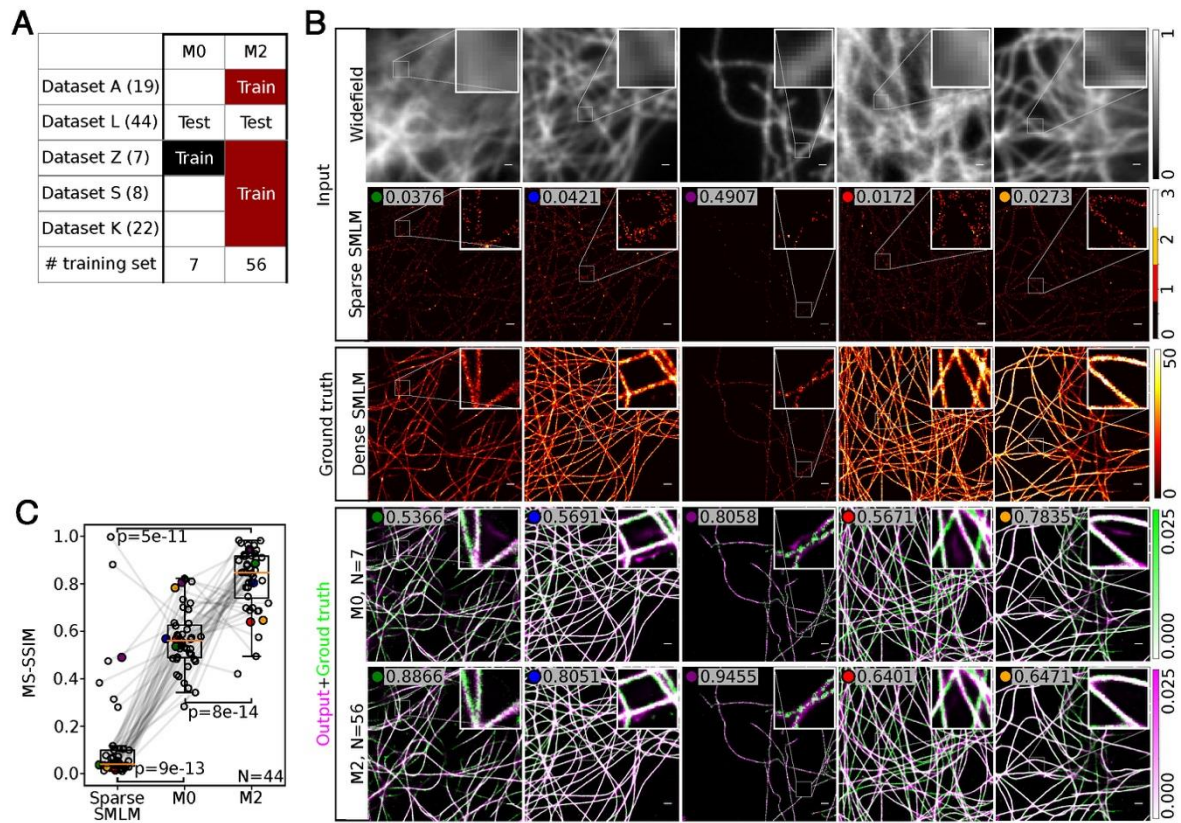 A
M0 M2
Dataset A (19) Train
Dataset L (44) Test Test
Dataset Z (7) Train
Dataset S (8) Train
Dataset K (22)
# training set 7 56
B
Input
Widefield
1
0
Sparse SMLM
0.0376 0.0421 0.4907 0.0172 0.0273
3
2
1
0
Ground truth
Dense SMLM
50
0
Output+Groud truth
M0, N=7
0.5366 0.5691 0.8058 0.5671 0.7835
0.025
0.000
M2, N=56
0.8866 0.8051 0.9455 0.6401 0.6471
0.025
0.000
C
MS-SSIM
1.0
0.8
0.6
0.4
0.2
0.0
p=5e-11
p=8e-14
p=9e-13
N=44
Sparse SMLM
M0
M2